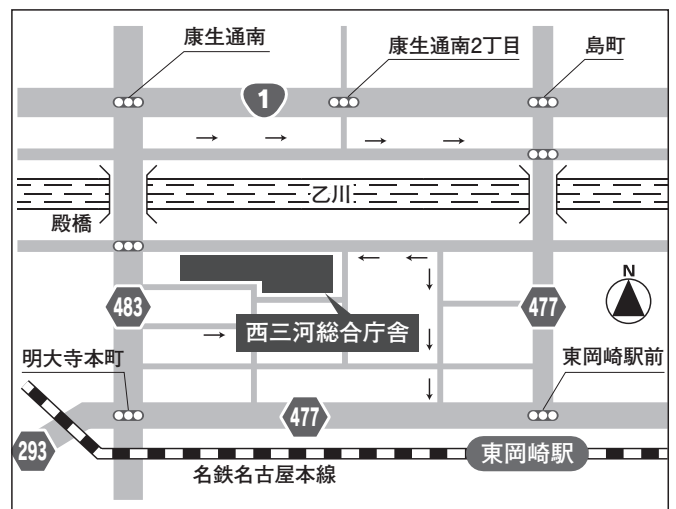 康生通南
康生通南2丁目
島町
1
乙川
殿橋
N
483
477
西三河総合庁舎
明大寺本町
東岡崎駅前
477
293
東岡崎駅
名鉄名古屋本線